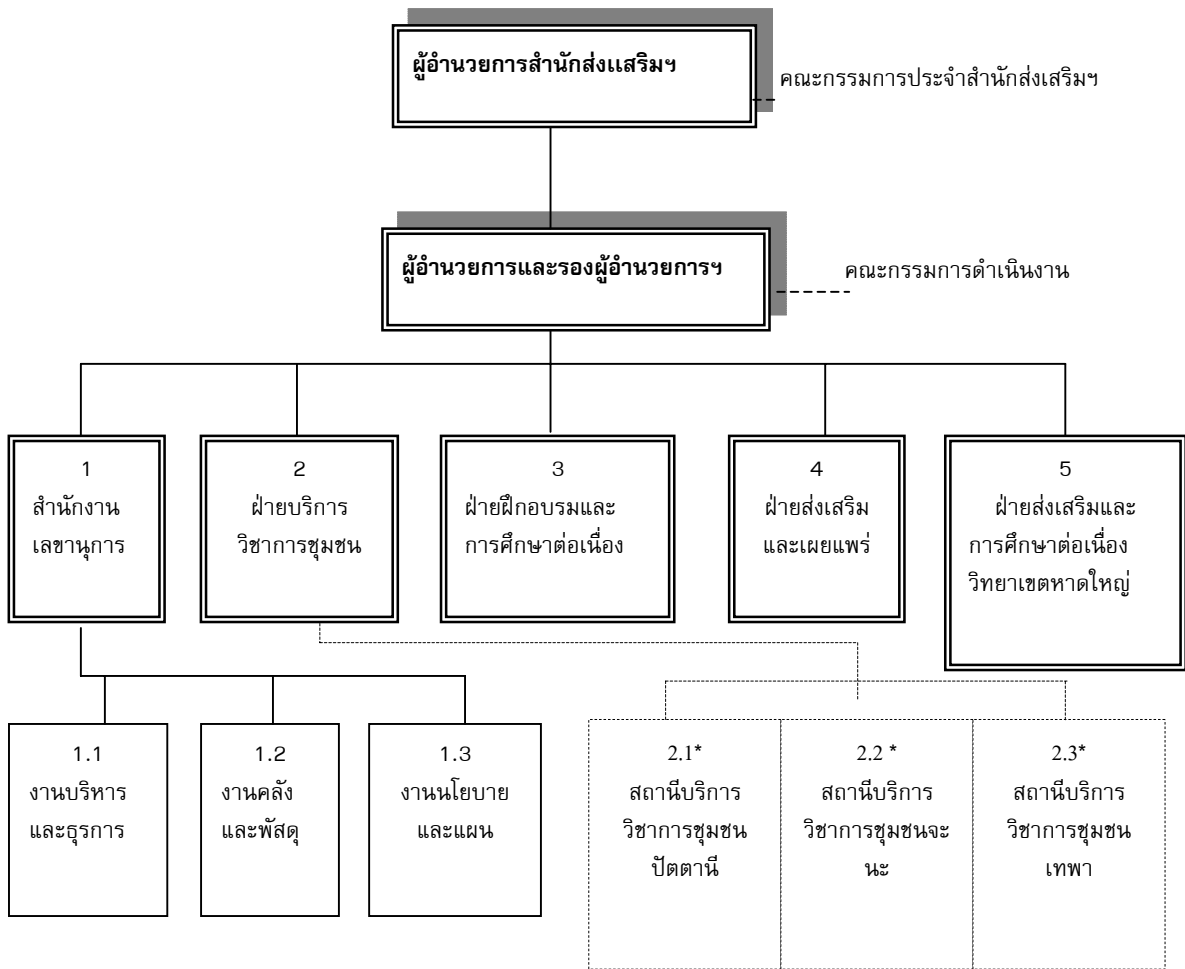 ผู้อำนวยการสำนักส่งแสริมฯ
คณะกรรมการประจำสำนักส่งเสริมฯ
ผู้อำนวยการและรองผู้อำนวยการฯ
คณะกรรมการดำเนินงาน
1
สำนักงาน
เลขานุการ
2
ฝ่ายบริการ
วิชาการชุมชน
3
ฝ่ายฝึกอบรมและ
การศึกษาต่อเนื่อง
4
ฝ่ายส่งเสริม
และเผยแพร่
5
ฝ่ายส่งเสริมและ
การศึกษาต่อเนื่อง
วิทยาเขตหาดใหญ่
1.1
งานบริหาร
และธุรการ
1.2
งานคลัง
และพัสดุ
1.3
งานนโยบาย
และแผน
2.1*
สถานีบริการ
วิชาการชุมชน
ปัตตานี
2.2 *
สถานีบริการ
วิชาการชุมชนจะ
นะ
2.3*
สถานีบริการ
วิชาการชุมชน
เทพา